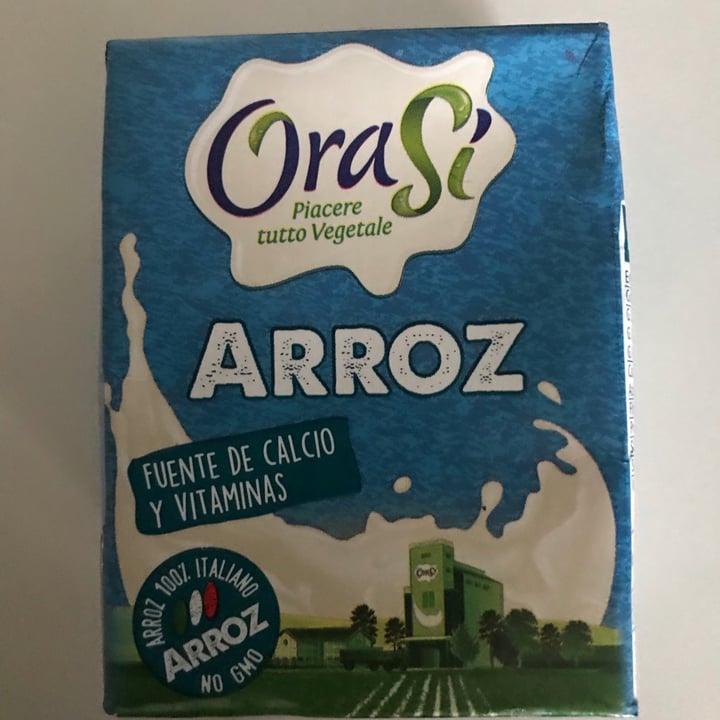 OraSì
Piacere
tutto Vegetale
ARROZ
FUENTE DE CALCIO
Y VITAMINAS
OraSì
ARROZ 100% ITALIANO
ARROZ
NO GMO